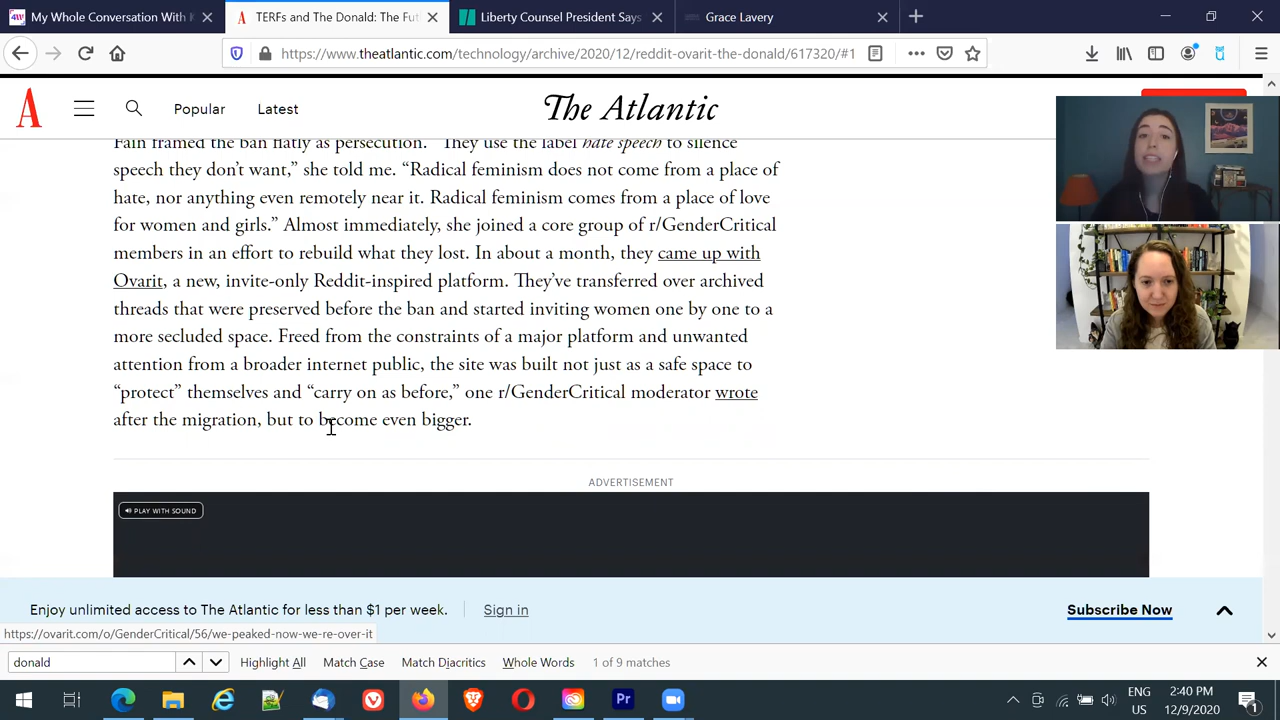 My Whole Conversation With
TERFs and The Donald: The Fut
Liberty Counsel President Says
Grace Lavery
https://www.theatlantic.com/technology/archive/2020/12/reddit-ovarit-the-donald/617320/#1
Popular
Latest
The Atlantic
Fain framed the ban flatly as persecution. “They use the label hate speech to silence
speech they don’t want,” she told me. “Radical feminism does not come from a place of
hate, nor anything even remotely near it. Radical feminism comes from a place of love
for women and girls.” Almost immediately, she joined a core group of r/GenderCritical
members in an effort to rebuild what they lost. In about a month, they came up with
Ovarit, a new, invite-only Reddit-inspired platform. They’ve transferred over archived
threads that were preserved before the ban and started inviting women one by one to a
more secluded space. Freed from the constraints of a major platform and unwanted
attention from a broader internet public, the site was built not just as a safe space to
“protect” themselves and “carry on as before,” one r/GenderCritical moderator wrote
after the migration, but to become even bigger.
ADVERTISEMENT
PLAY WITH SOUND
Enjoy unlimited access to The Atlantic for less than $1 per week.
Sign in
Subscribe Now
https://ovarit.com/o/GenderCritical/56/we-peaked-now-we-re-over-it
donald
Highlight All
Match Case
Match Diacritics
Whole Words
1 of 9 matches
ENG
US
2:40 PM
12/9/2020